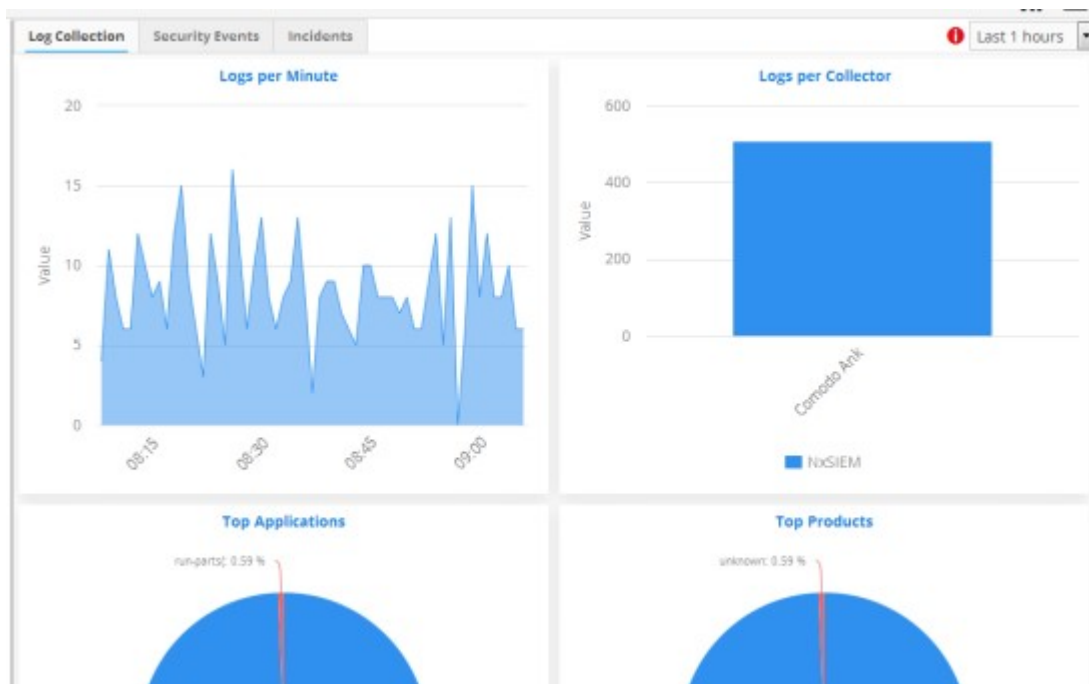 Log Collection Security Events Incidents Last 1 hours
Logs per Minute
20
15
10
5
0
Value
08:15 08:30 08:45 09:00
Logs per Collector
600
400
200
0
Value
Comodo Ank
NxSIEM
Top Applications
run-parts(: 0.59 %
Top Products
unknown: 0.59 %